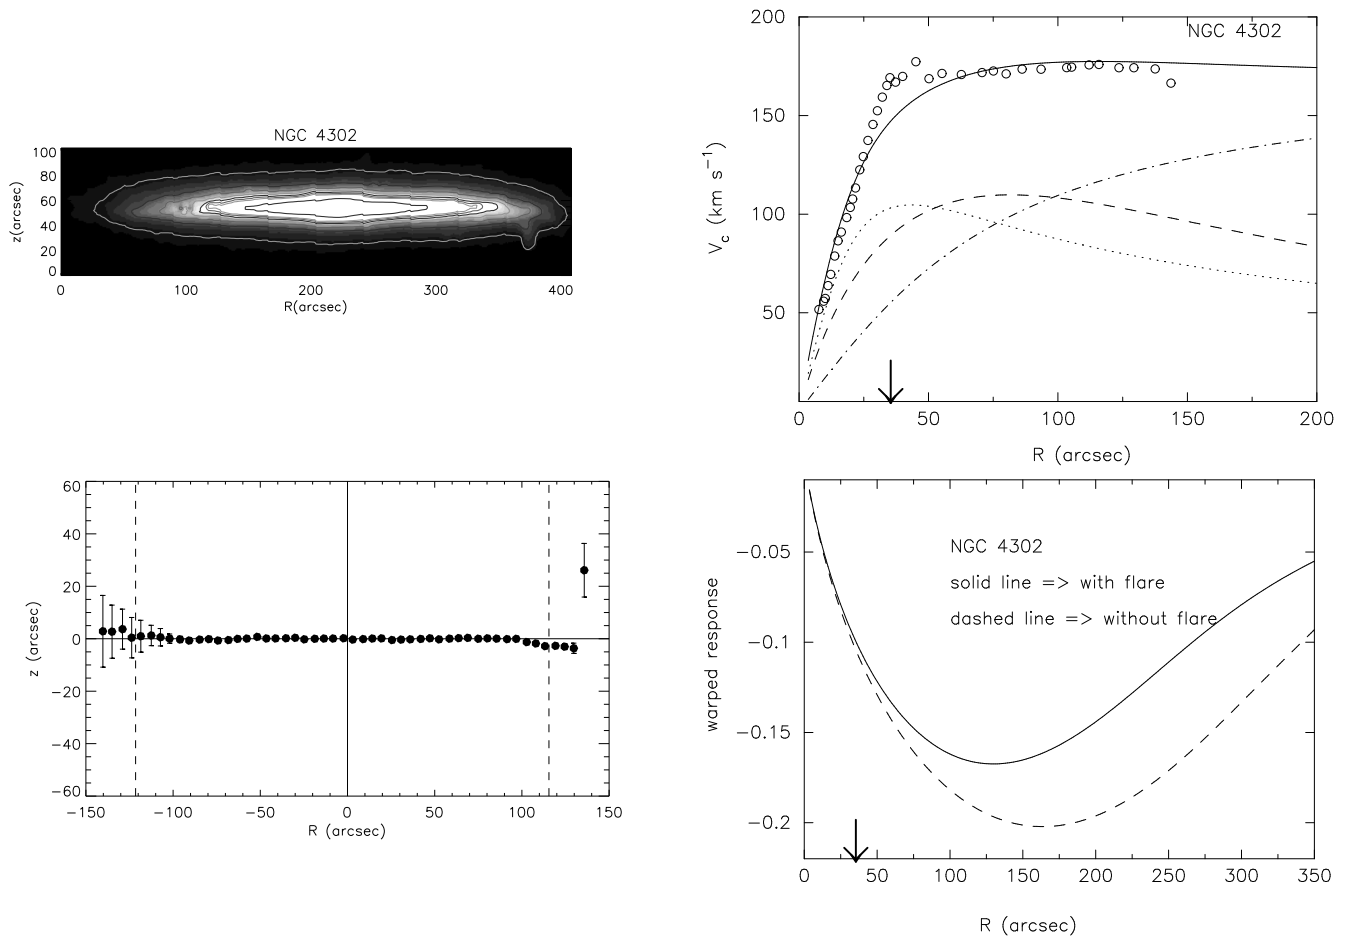 NGC 4302
100
80
60
40
20
0
z(arcsec)
0 100 200 300 400
R(arcsec)
200
150
100
50
V_c (km s^-1)
NGC 4302
0 50 100 150 200
R (arcsec)
60
40
20
0
−20
−40
−60
z (arcsec)
−150 −100 −50 0 50 100 150
R (arcsec)
−0.05
−0.1
−0.15
−0.2
warped response
NGC 4302
solid line => with flare
dashed line => without flare
0 50 100 150 200 250 300 350
R (arcsec)